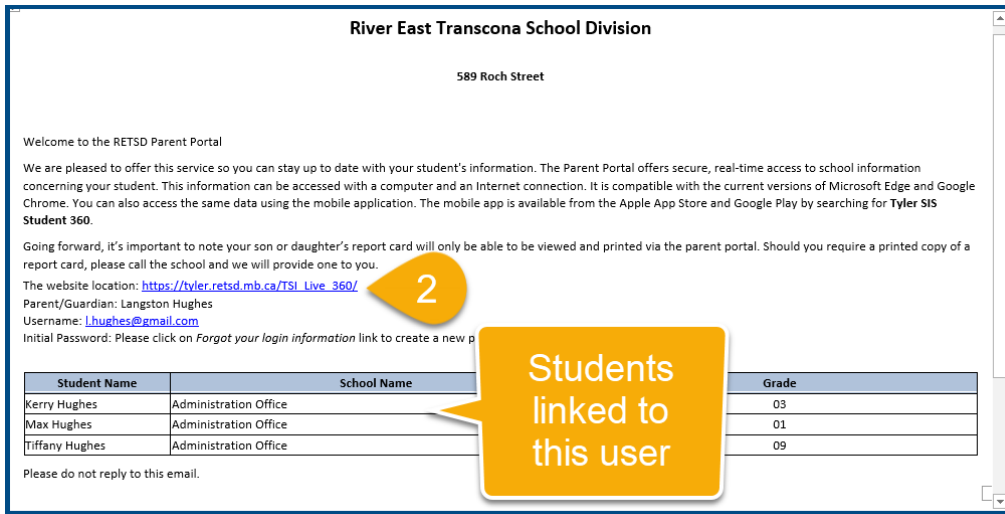 River East Transcona School Division
589 Roch Street
Welcome to the RETSD Parent Portal
We are pleased to offer this service so you can stay up to date with your student's information. The Parent Portal offers secure, real-time access to school information
concerning your student. This information can be accessed with a computer and an Internet connection. It is compatible with the current versions of Microsoft Edge and Google
Chrome. You can also access the same data using the mobile application. The mobile app is available from the Apple App Store and Google Play by searching for Tyler SIS
Student 360.
Going forward, it's important to note your son or daughter's report card will only be able to be viewed and printed via the parent portal. Should you require a printed copy of a
report card, please call the school and we will provide one to you.
The website location: https://tyler.retsd.mb.ca/TSI_Live_360/
2
Parent/Guardian: Langston Hughes
Username: l.hughes@gmail.com
Initial Password: Please click on Forgot your login information link to create a new
Students
linked to
this user
Student Name School Name Grade
Kerry Hughes Administration Office 03
Max Hughes Administration Office 01
Tiffany Hughes Administration Office 09
Please do not reply to this email.